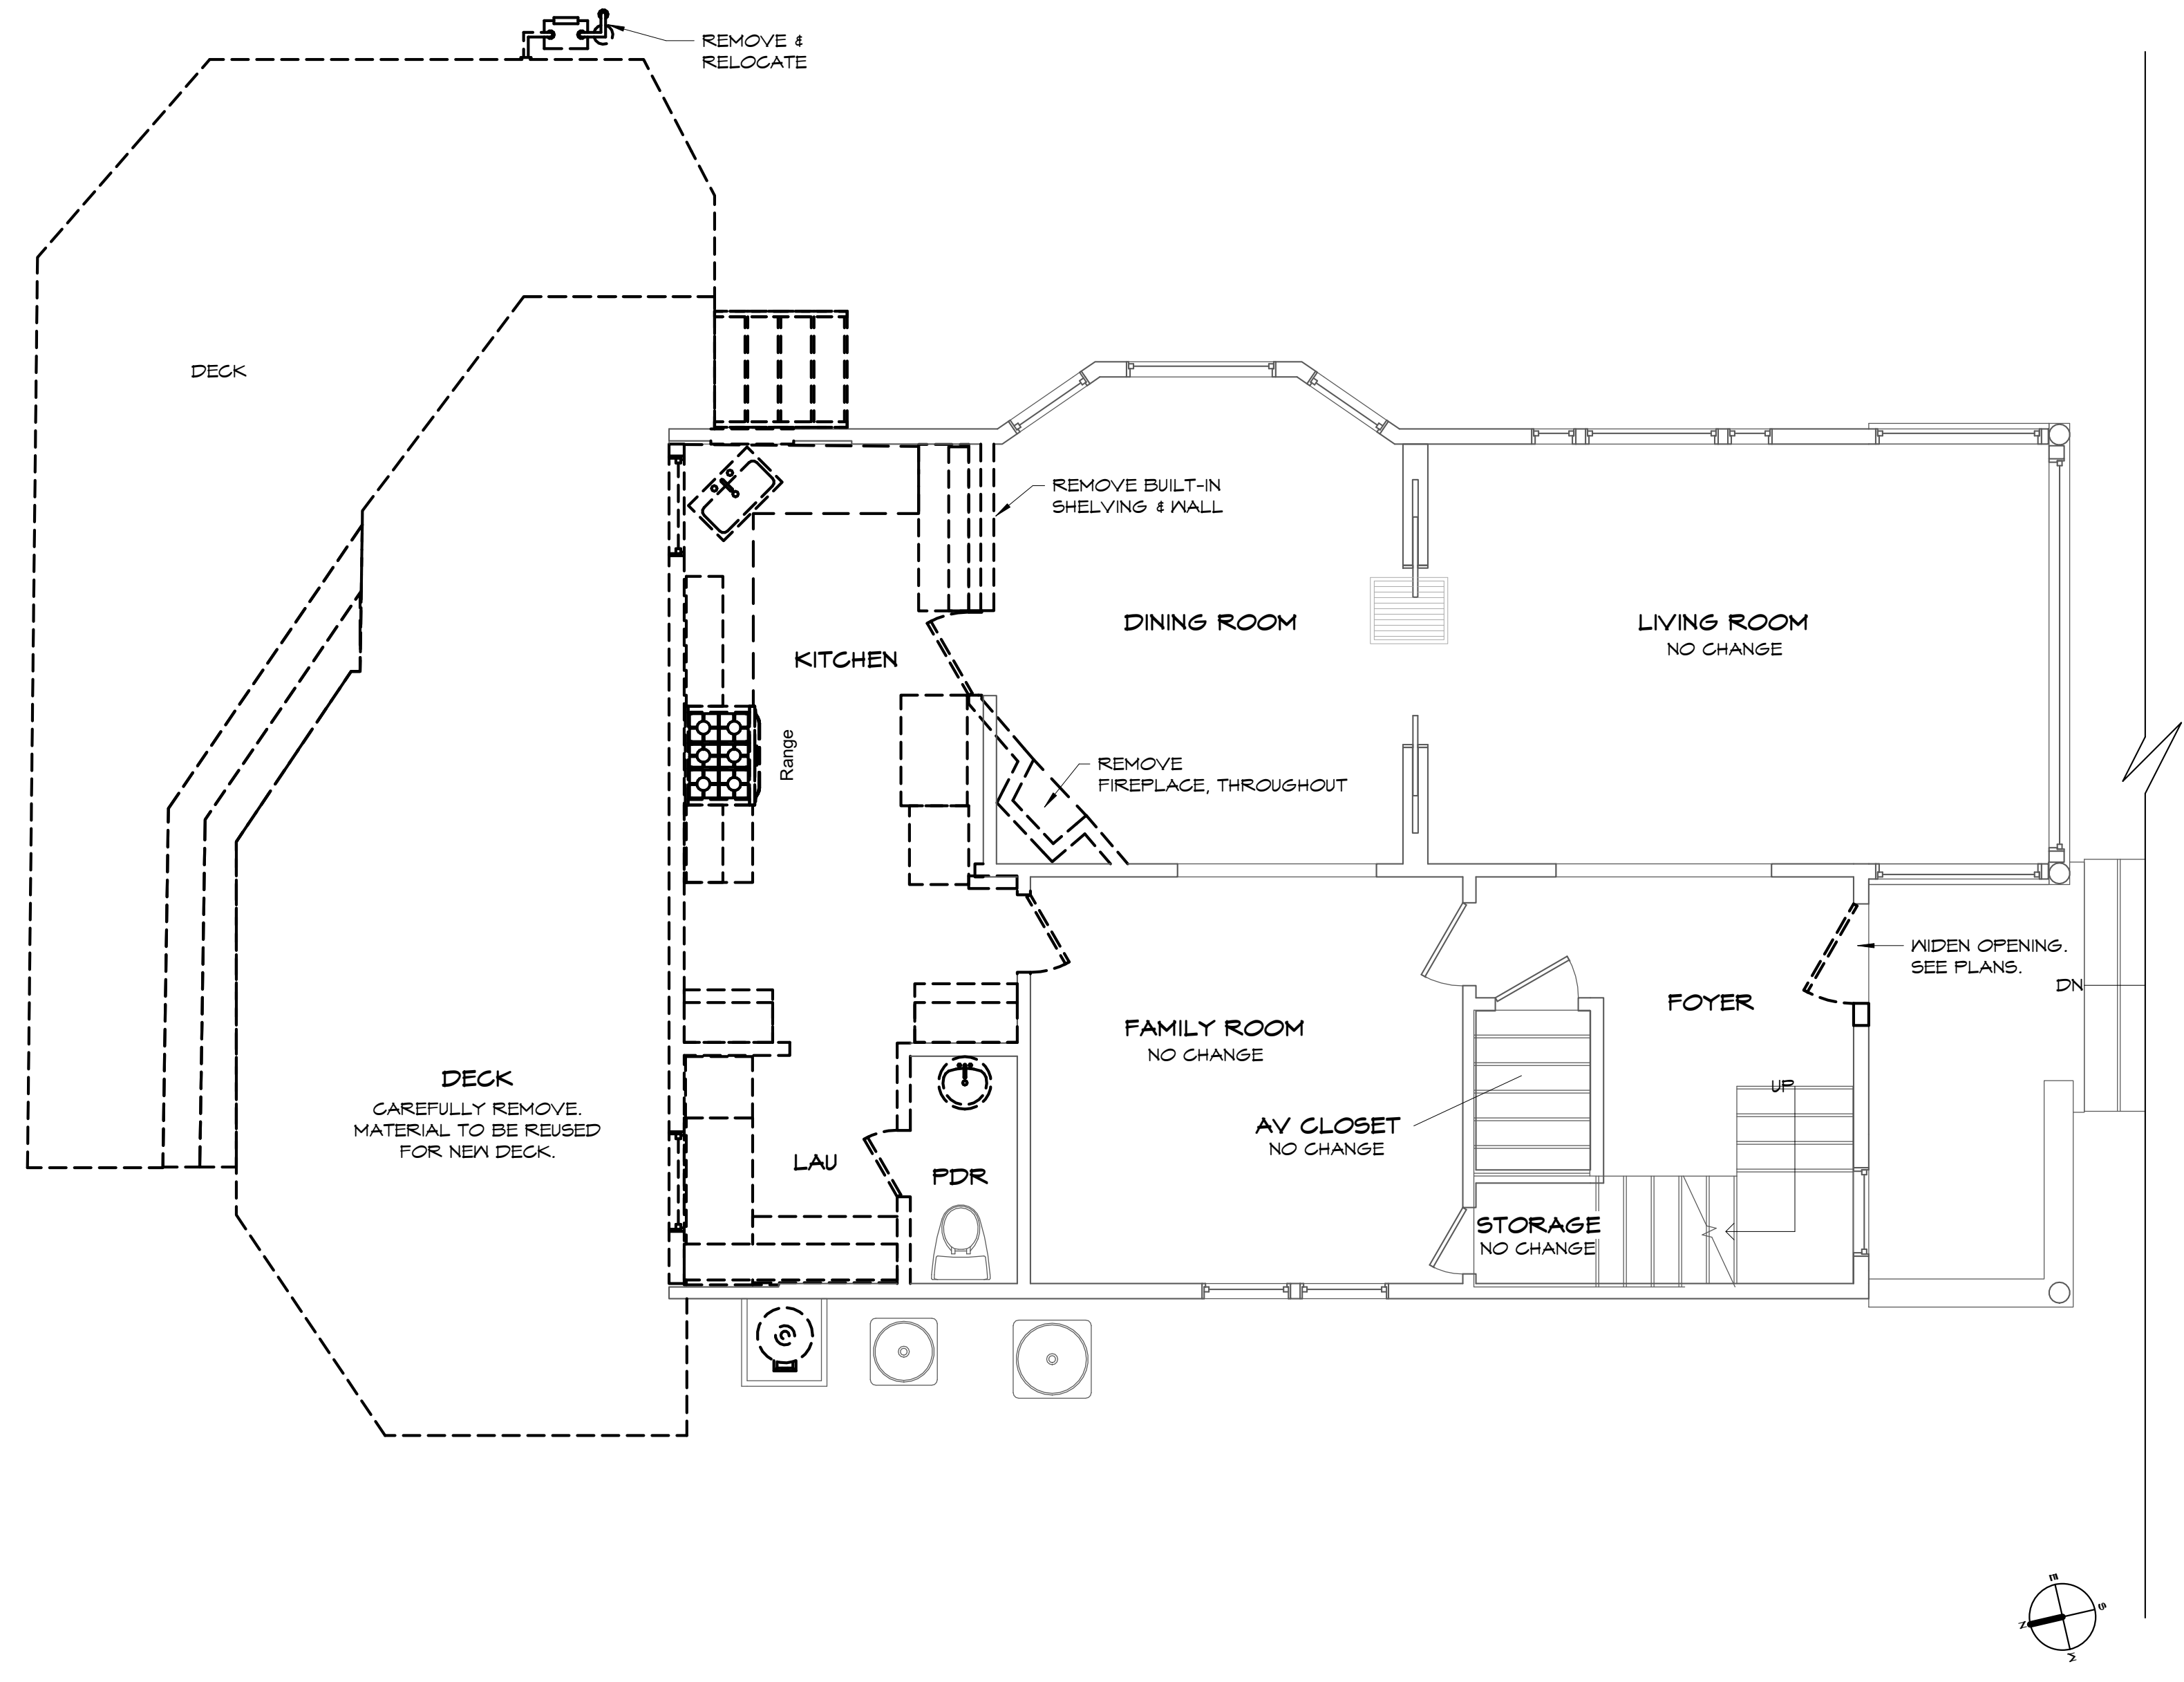 REMOVE &
RELOCATE
DECK
REMOVE BUILT-IN
SHELVING & WALL
DINING ROOM
LIVING ROOM
NO CHANGE
KITCHEN
Range
REMOVE
FIREPLACE, THROUGHOUT
WIDEN OPENING.
SEE PLANS.
DN
FOYER
FAMILY ROOM
NO CHANGE
DECK
CAREFULLY REMOVE.
MATERIAL TO BE REUSED
FOR NEW DECK.
UP
AV CLOSET
NO CHANGE
LAU
PDR
STORAGE
NO CHANGE
E
S
N
W